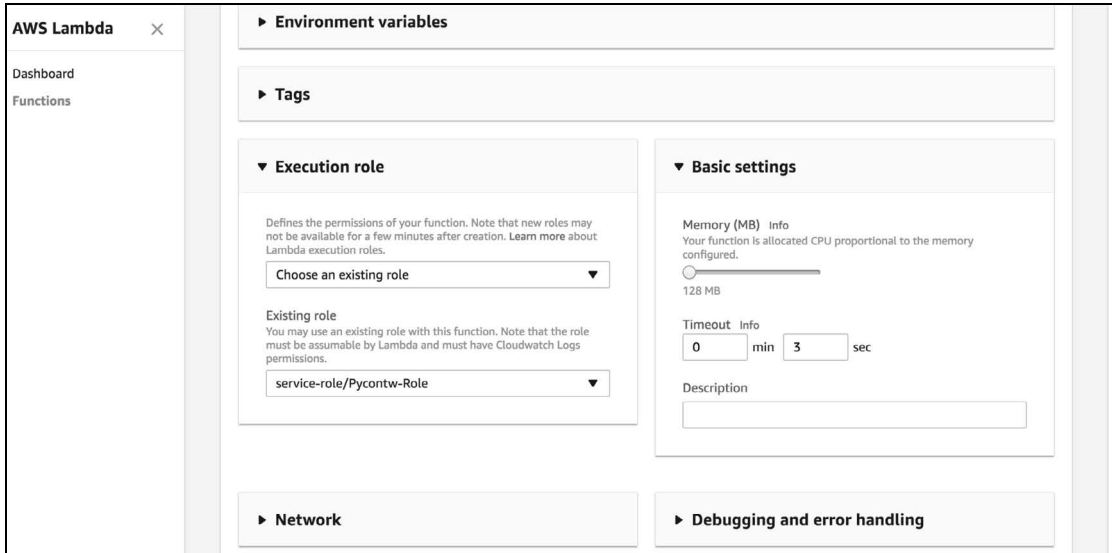 AWS Lambda
Dashboard
Functions
Environment variables
Tags
Execution role
Defines the permissions of your function. Note that new roles may
not be available for a few minutes after creation. Learn more about
Lambda execution roles.
Choose an existing role
Existing role
You may use an existing role with this function. Note that the role
must be assumable by Lambda and must have Cloudwatch Logs
permissions.
service-role/Pycontw-Role
Basic settings
Memory (MB) Info
Your function is allocated CPU proportional to the memory
configured.
128 MB
Timeout Info
0 min 3 sec
Description
Network
Debugging and error handling